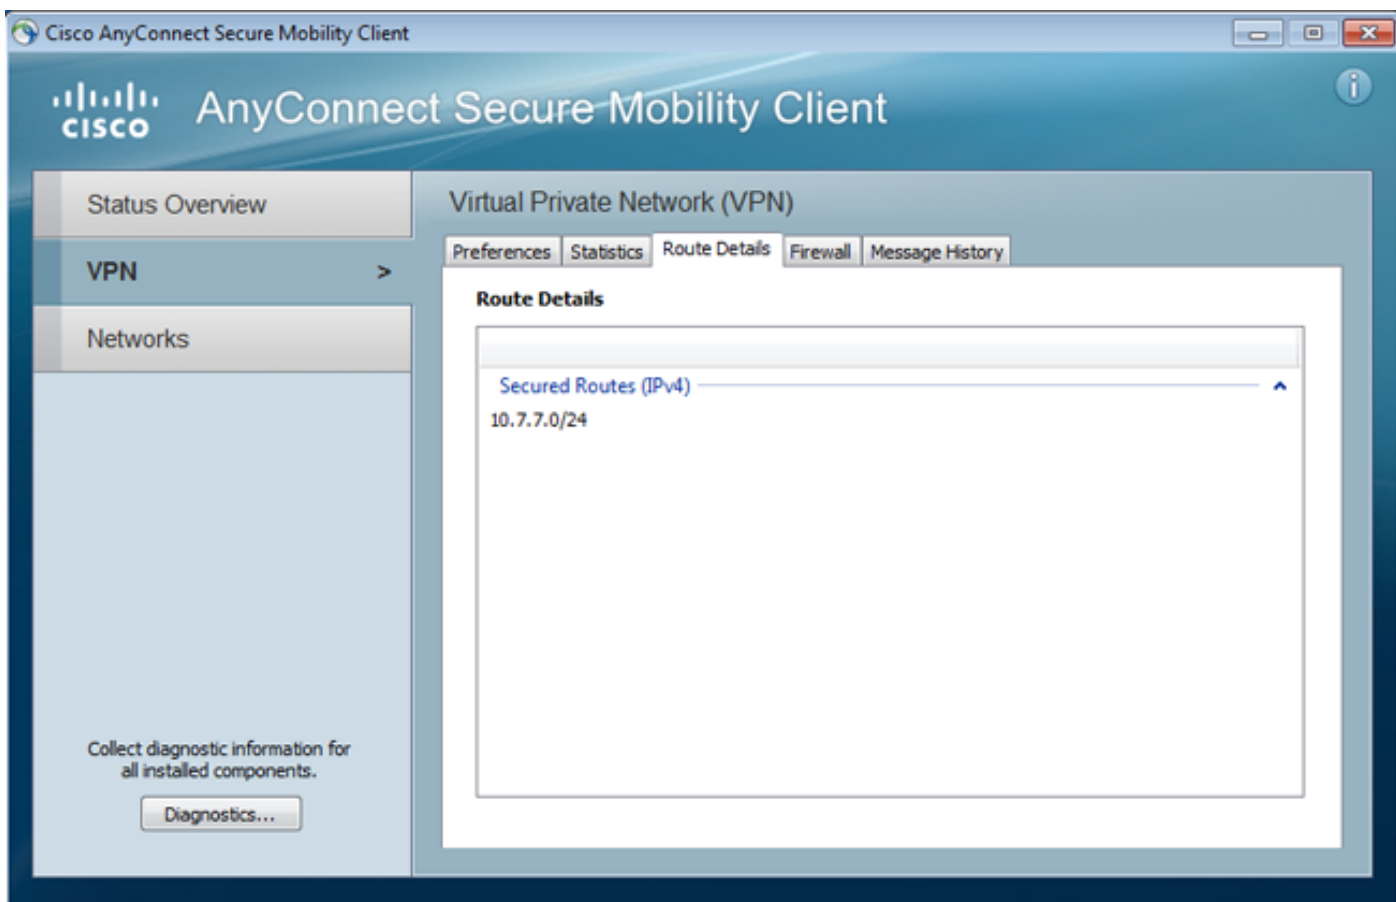 Cisco AnyConnect Secure Mobility Client
CISCO
AnyConnect Secure Mobility Client
i
Status Overview
VPN >
Networks
Collect diagnostic information for
all installed components.
Diagnostics...
Virtual Private Network (VPN)
Preferences Statistics Route Details Firewall Message History
Route Details
Secured Routes (IPv4)
10.7.7.0/24